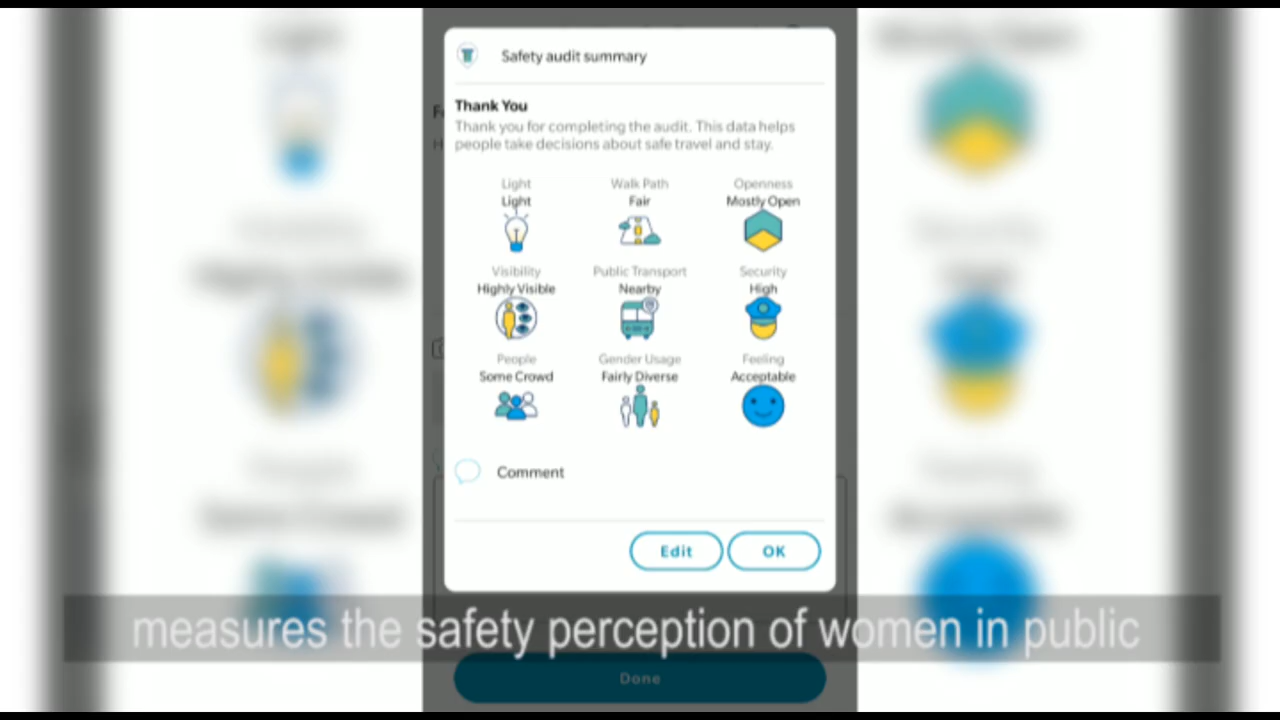 Safety audit summary
Thank You
Thank you for completing the audit. This data helps
people take decisions about safe travel and stay.
Light
Light
Walk Path
Fair
Openness
Mostly Open
Visibility
Highly Visible
Public Transport
Nearby
Security
High
People
Some Crowd
Gender Usage
Fairly Diverse
Feeling
Acceptable
Comment
Edit
OK
measures the safety perception of women in public
Done